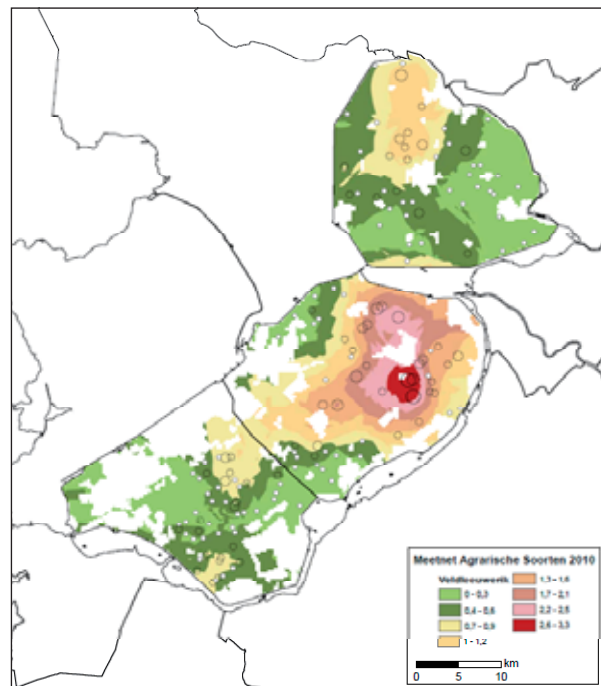 Meetnet Agrarische Soorten 2010
Veldleeuwerik
0 - 0,3
0,4 - 0,6
0,7 - 0,9
1 - 1,2
1,3 - 1,6
1,7 - 2,1
2,2 - 2,5
2,6 - 3,3
km
0 5 10